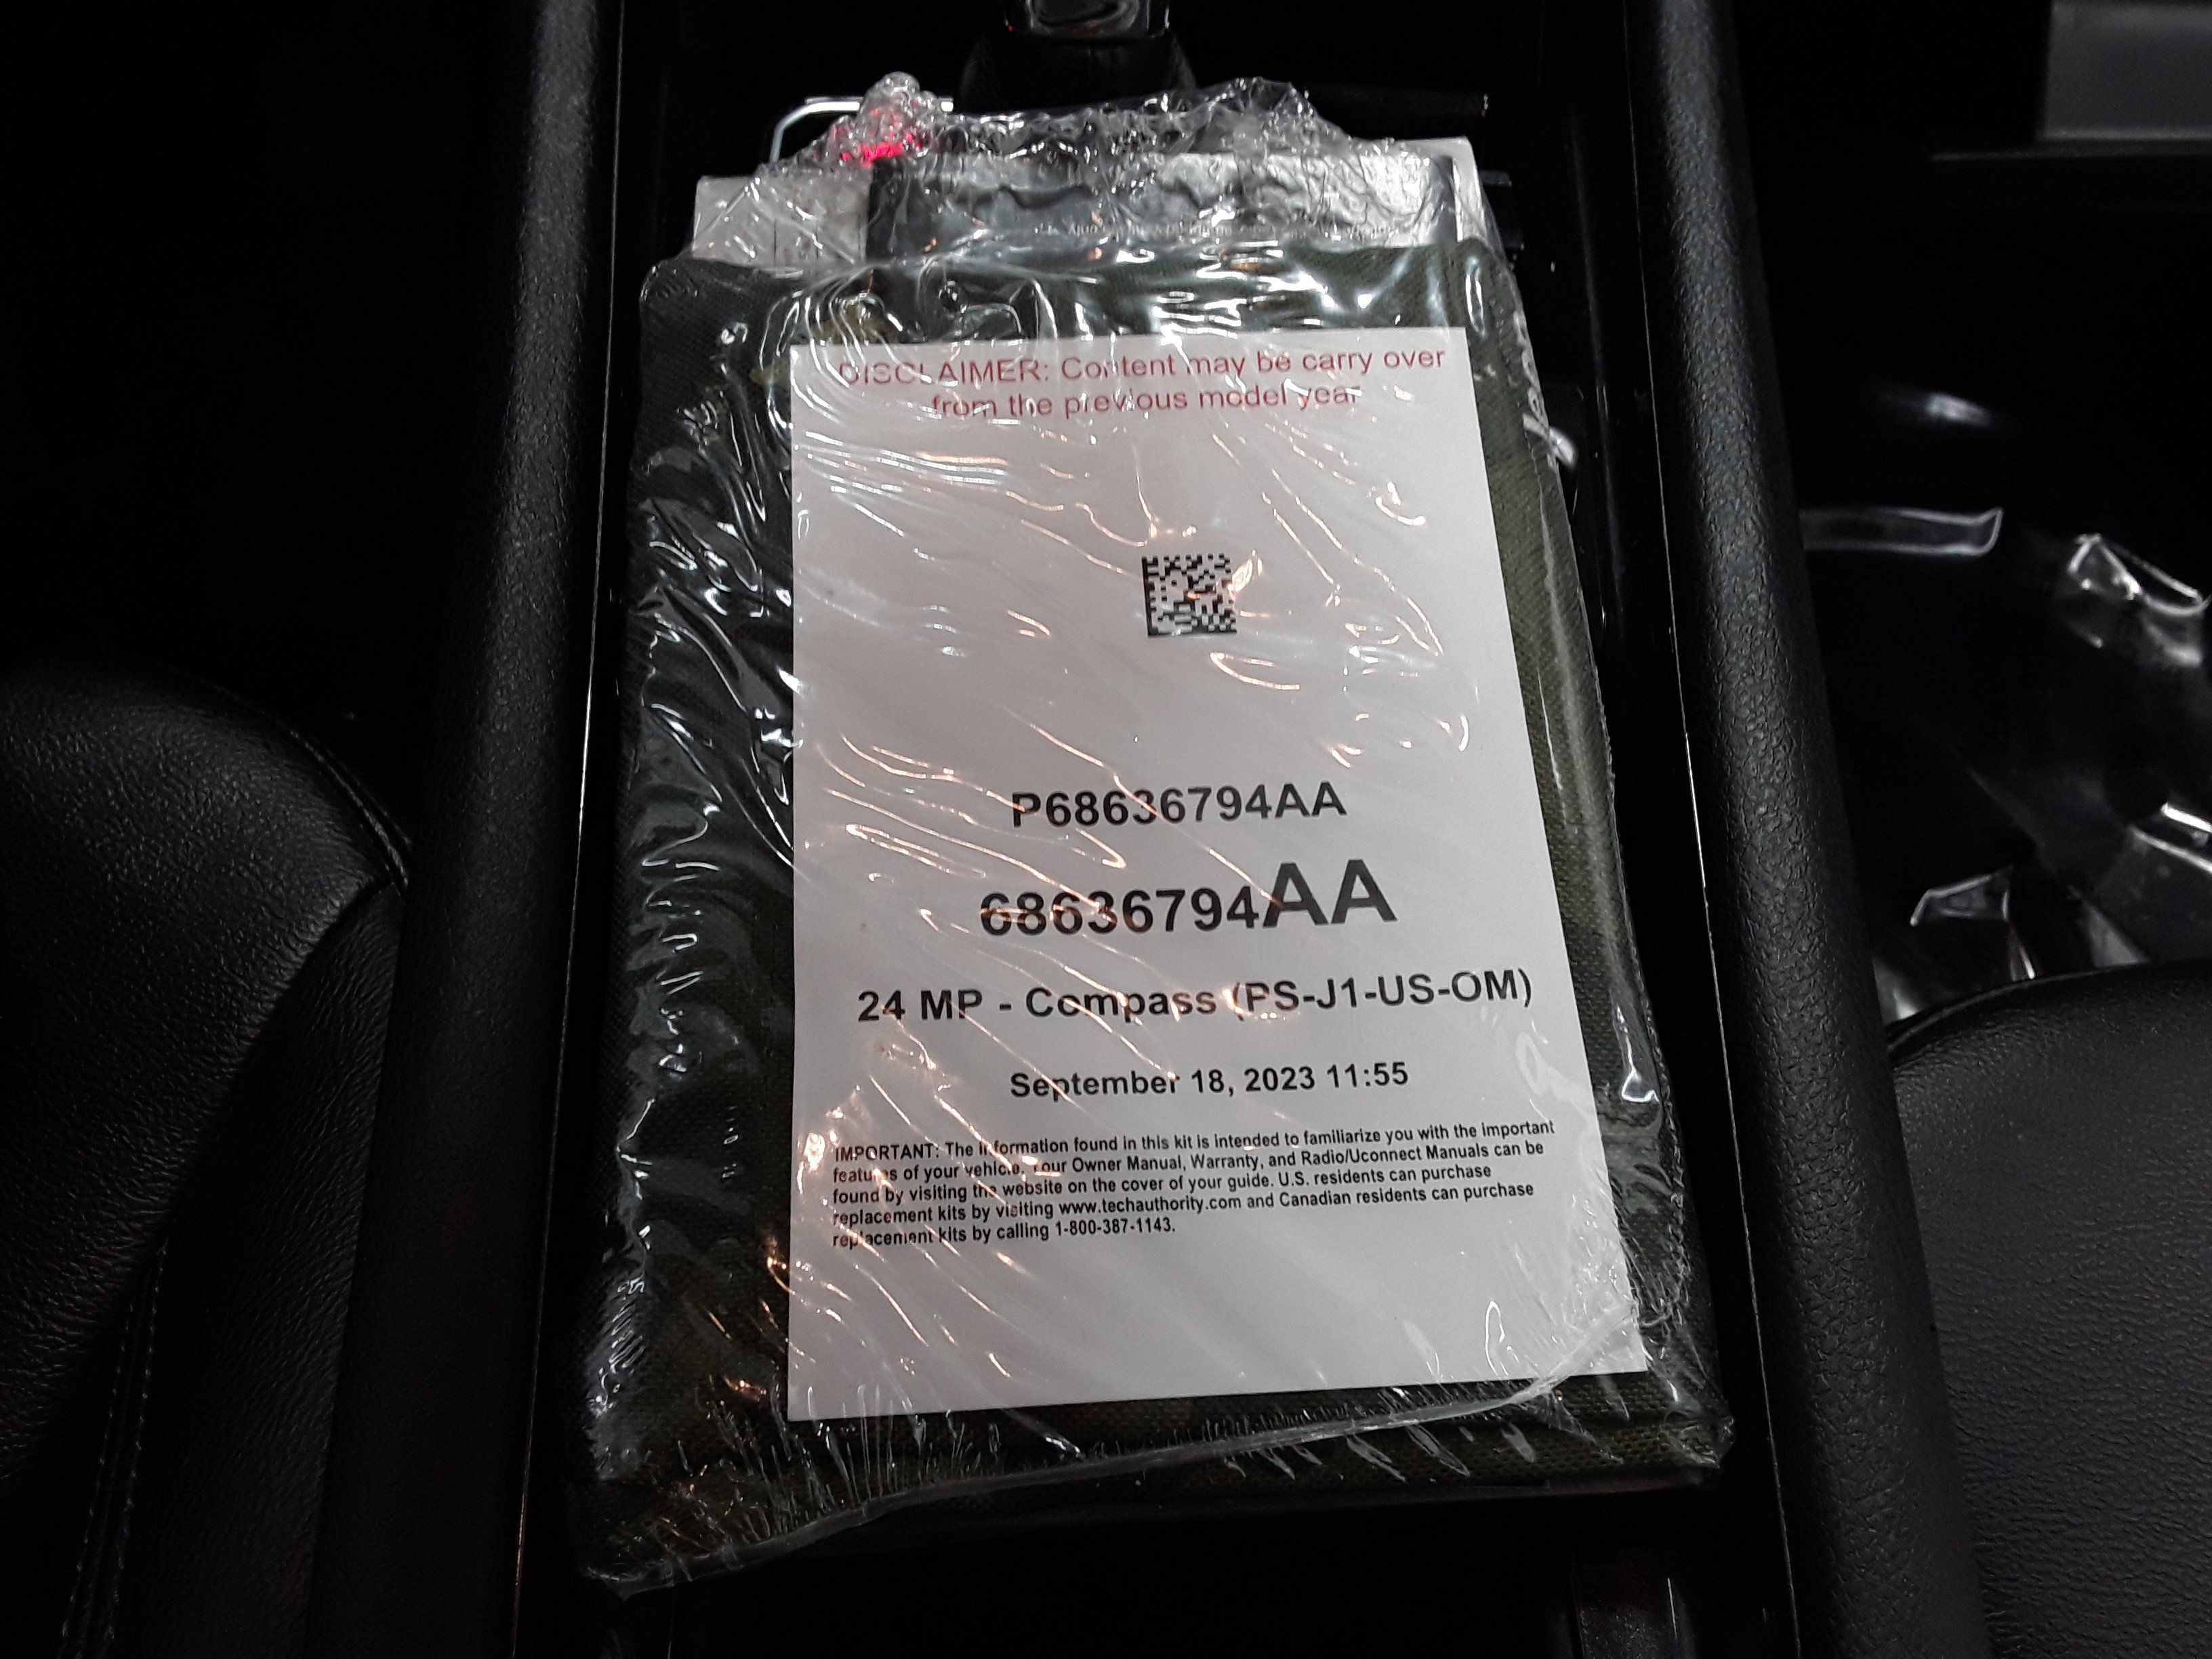 DISCLAIMER: Content may be carry over
from the previous model year
Jeep
P68636794AA
68636794AA
24 MP - Compass (PS-J1-US-OM)
September 18, 2023 11:55
IMPORTANT: The information found in this kit is intended to familiarize you with the important
features of your vehicle. Your Owner Manual, Warranty, and Radio/Uconnect Manuals can be
found by visiting the website on the cover of your guide. U.S. residents can purchase
replacement kits by visiting www.techauthority.com and Canadian residents can purchase
replacement kits by calling 1-800-387-1143.